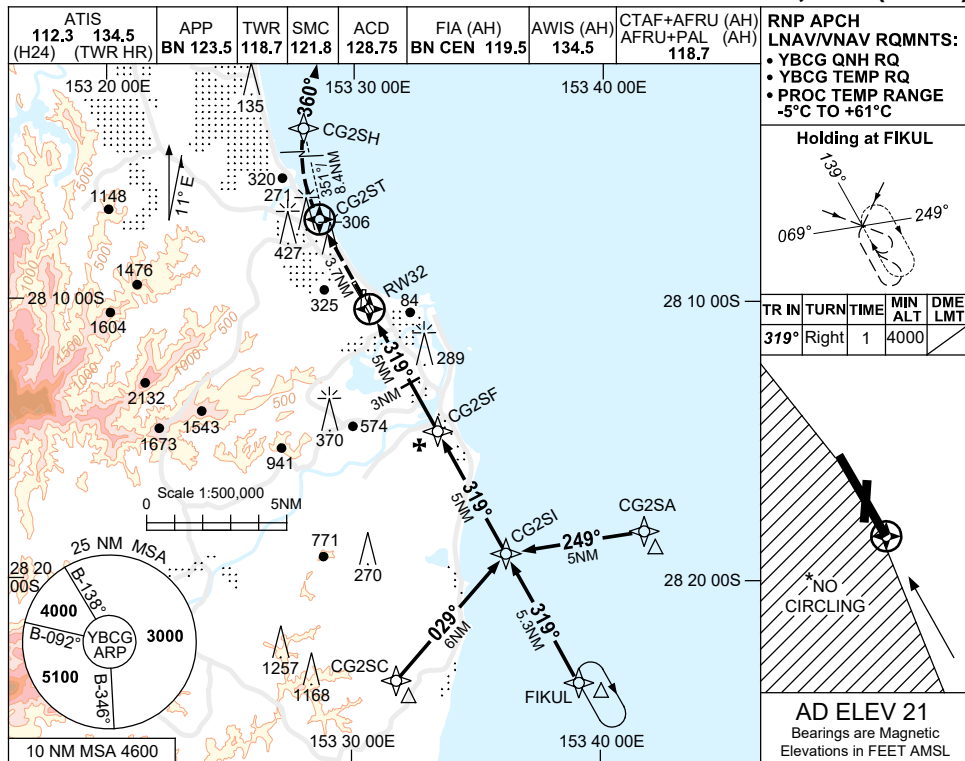 ATIS
112.3 134.5
(H24) (TWR HR)
APP
BN 123.5
TWR
118.7
SMC
121.8
ACD
128.75
FIA (AH)
BN CEN 119.5
AWIS (AH)
134.5
CTAF+AFRU (AH)
AFRU+PAL (AH)
118.7
RNP APCH
LNAV/VNAV RQMNTS:
• YBCG QNH RQ
• YBCG TEMP RQ
• PROC TEMP RANGE
-5°C TO +61°C
Holding at FIKUL
139°
249°
069°
TR IN TURN TIME MIN ALT DME LMT
319° Right 1 4000
*NO
CIRCLING
AD ELEV 21
Bearings are Magnetic
Elevations in FEET AMSL
153 20 00E
153 30 00E
153 40 00E
135
360°
CG2SH
351°/
8.4NM
320
271
CG2ST
306
427
11° E
1148
500
1000
3.7NM
1476
325
RW32
84
28 10 00S
28 10 00S
1604
1500
500
1000
289
319°
5NM
3NM
2132
1543
500
370
574
CG2SF
1673
941
Scale 1:500,000
0 5NM
319°
5NM
CG2SI
CG2SA
249°
5NM
771
270
28 20
00S
28 20 00S
25 NM MSA
B-138°
4000
B-092°
YBCG
ARP
3000
5100
B-346°
029°
6NM
319°
5.3NM
1257
1168
CG2SC
FIKUL
10 NM MSA 4600
153 30 00E
153 40 00E